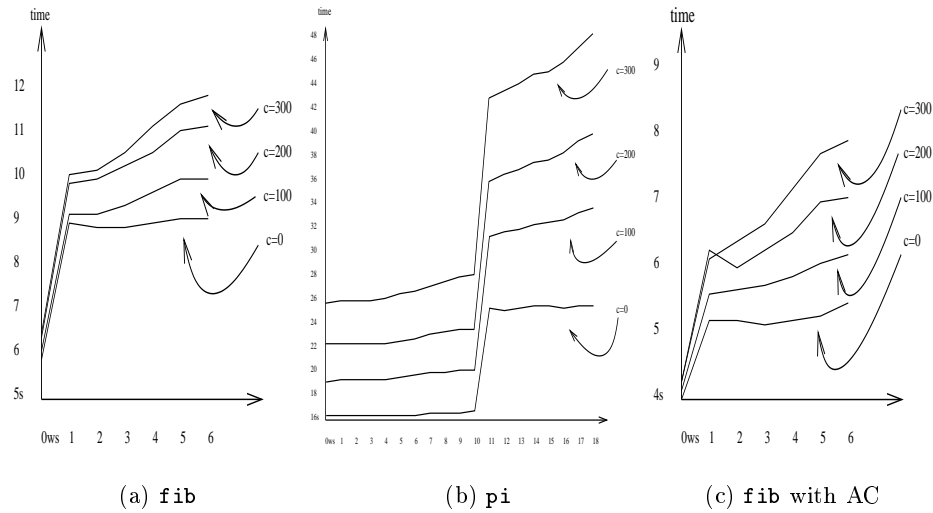 time
12
11
10
9
8
7
6
5s
0ws 1 2 3 4 5 6
c=300
c=200
c=100
c=0
(a) fib
time
48
46
44
42
40
38
36
34
32
30
28
26
24
22
20
18
16s
0ws 1 2 3 4 5 6 7 8 9 10 11 12 13 14 15 16 17 18
c=300
c=200
c=100
c=0
(b) pi
time
9
8
7
6
5
4s
0ws 1 2 3 4 5 6
c=300
c=200
c=100
c=0
(c) fib with AC